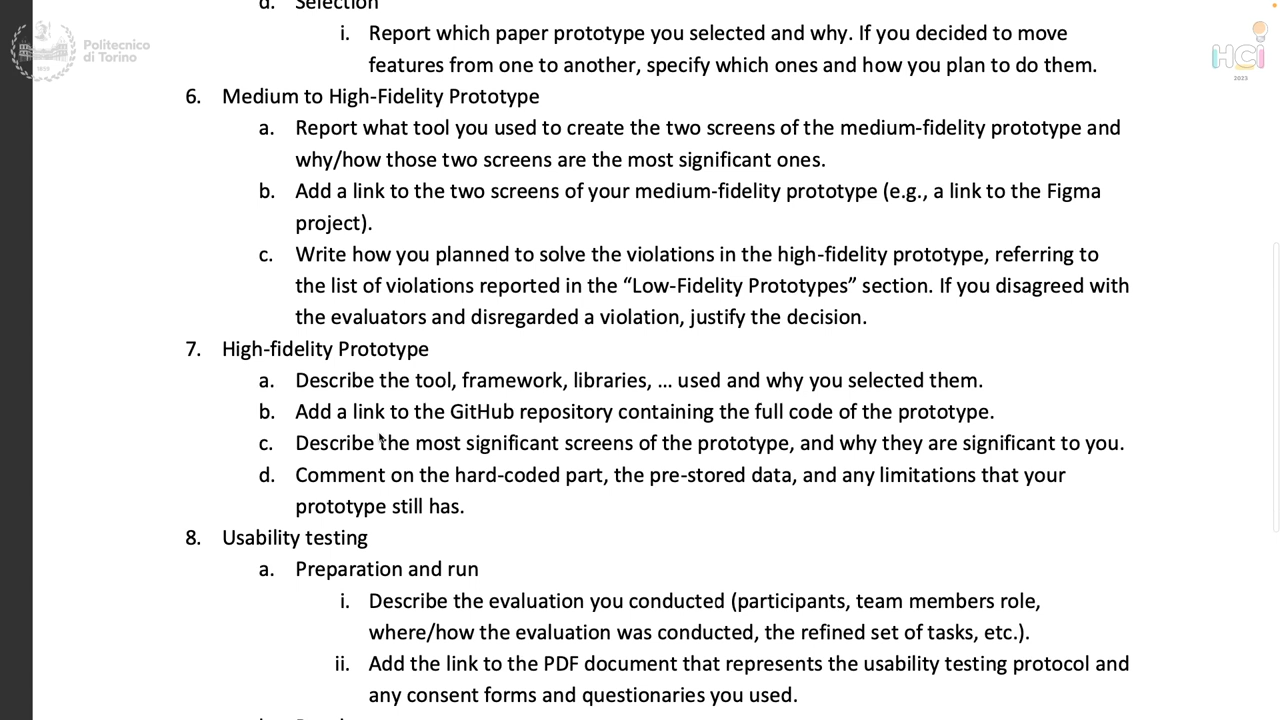 d. Selection
Politecnico
di Torino
1859
HCI
2023
i. Report which paper prototype you selected and why. If you decided to move
features from one to another, specify which ones and how you plan to do them.
6. Medium to High-Fidelity Prototype
a. Report what tool you used to create the two screens of the medium-fidelity prototype and
why/how those two screens are the most significant ones.
b. Add a link to the two screens of your medium-fidelity prototype (e.g., a link to the Figma
project).
c. Write how you planned to solve the violations in the high-fidelity prototype, referring to
the list of violations reported in the “Low-Fidelity Prototypes” section. If you disagreed with
the evaluators and disregarded a violation, justify the decision.
7. High-fidelity Prototype
a. Describe the tool, framework, libraries, … used and why you selected them.
b. Add a link to the GitHub repository containing the full code of the prototype.
c. Describe the most significant screens of the prototype, and why they are significant to you.
d. Comment on the hard-coded part, the pre-stored data, and any limitations that your
prototype still has.
8. Usability testing
a. Preparation and run
i. Describe the evaluation you conducted (participants, team members role,
where/how the evaluation was conducted, the refined set of tasks, etc.).
ii. Add the link to the PDF document that represents the usability testing protocol and
any consent forms and questionaries you used.